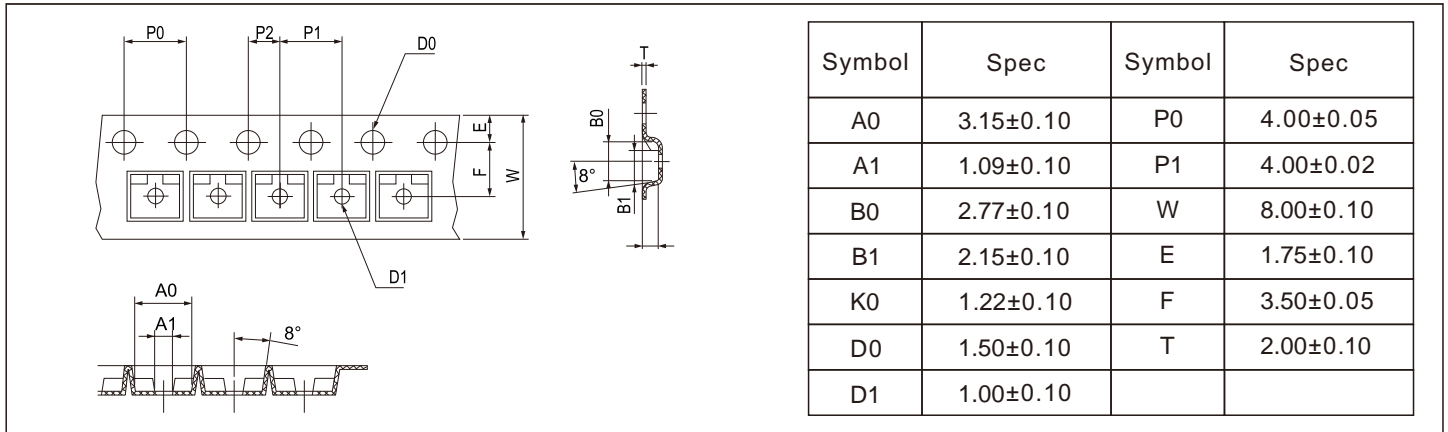 P0 P2 P1 D0
E
F
W
D1
A0
A1
8°
T
B0
8°
B1
Symbol Spec Symbol Spec
A0 3.15±0.10 P0 4.00±0.05
A1 1.09±0.10 P1 4.00±0.02
B0 2.77±0.10 W 8.00±0.10
B1 2.15±0.10 E 1.75±0.10
K0 1.22±0.10 F 3.50±0.05
D0 1.50±0.10 T 2.00±0.10
D1 1.00±0.10